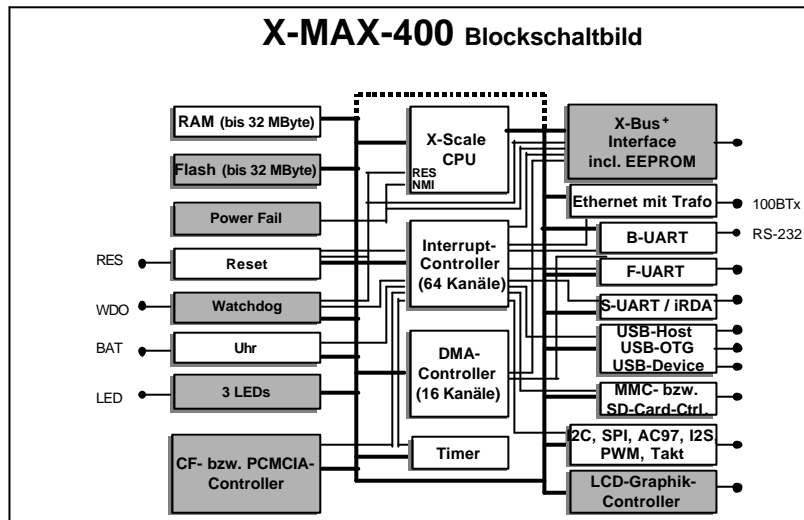 X-MAX-400 Blockschaltbild
RAM (bis 32 MByte)
Flash (bis 32 MByte)
Power Fail
RES
Reset
WDO
Watchdog
BAT
Uhr
LED
3 LEDs
CF- bzw. PCMCIA-
Controller
X-Scale
CPU
RES
NMI
Interrupt-
Controller
(64 Kanäle)
DMA-
Controller
(16 Kanäle)
Timer
X-Bus+
Interface
incl. EEPROM
Ethernet mit Trafo
100BTx
B-UART
RS-232
F-UART
S-UART / iRDA
USB-Host
USB-OTG
USB-Device
MMC- bzw.
SD-Card-Ctrl.
I2C, SPI, AC97, I2S,
PWM, Takt
LCD-Graphik-
Controller